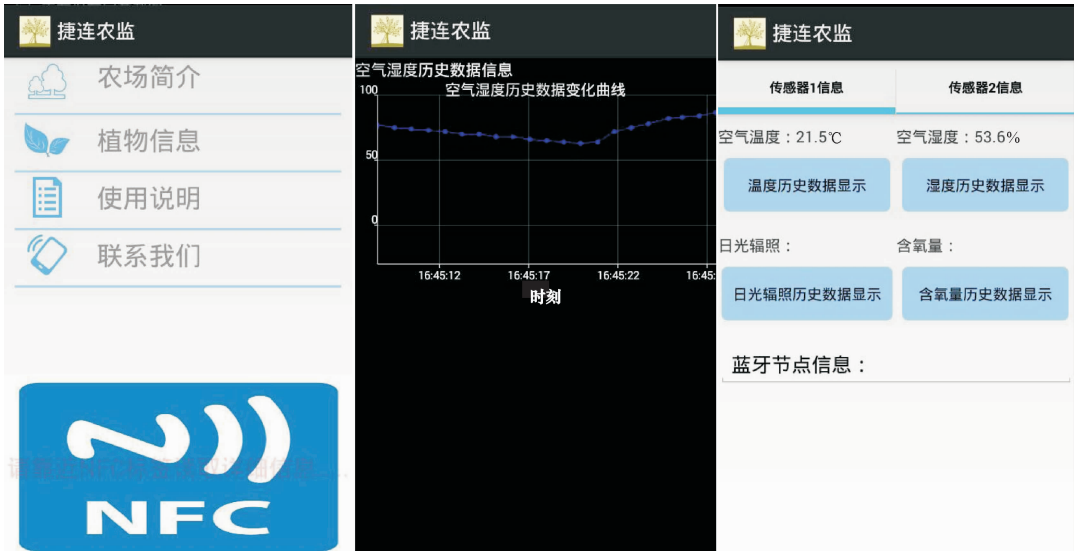 捷连农监
农场简介
植物信息
使用说明
联系我们
NFC
捷连农监
空气湿度历史数据信息
空气湿度历史数据变化曲线
100
50
0
16:45:12 16:45:17 16:45:22 16:45:
时刻
捷连农监
传感器1信息 传感器2信息
空气温度：21.5℃ 空气湿度：53.6%
温度历史数据显示 湿度历史数据显示
日光辐照： 含氧量：
日光辐照历史数据显示 含氧量历史数据显示
蓝牙节点信息：